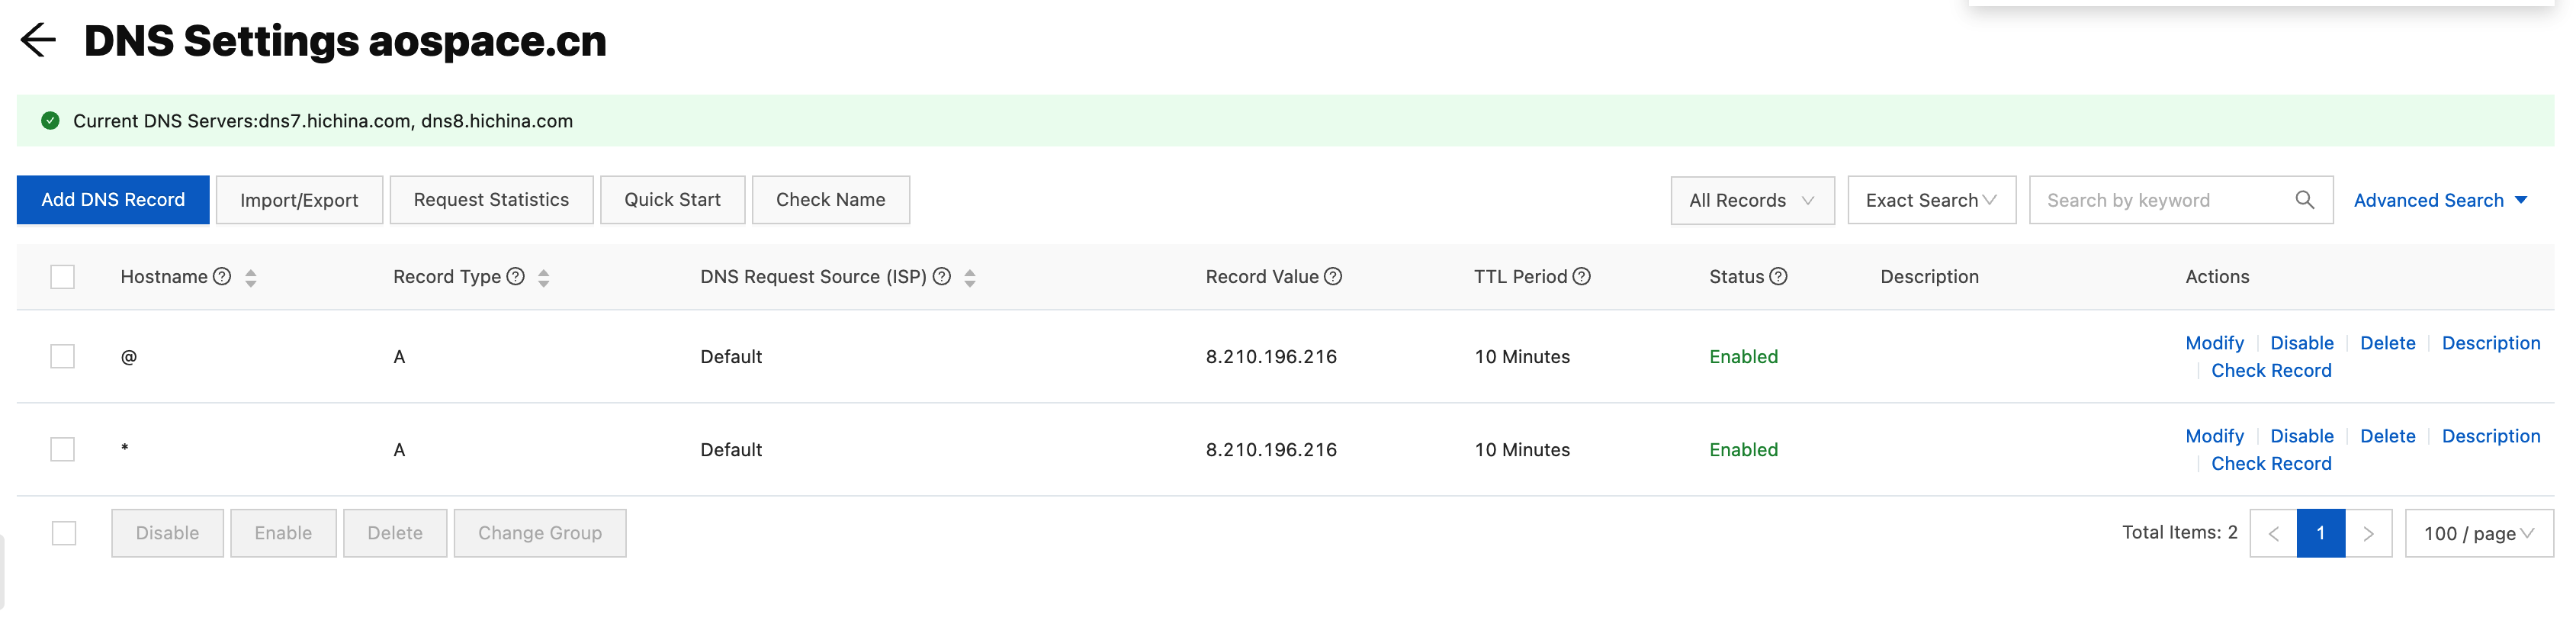 DNS Settings aospace.cn
Current DNS Servers:dns7.hichina.com, dns8.hichina.com
Add DNS Record Import/Export Request Statistics Quick Start Check Name All Records Exact Search Search by keyword Advanced Search
Hostname Record Type DNS Request Source (ISP) Record Value TTL Period Status Description Actions
@ A Default 8.210.196.216 10 Minutes Enabled Modify Disable Delete Description
Check Record
* A Default 8.210.196.216 10 Minutes Enabled Modify Disable Delete Description
Check Record
Disable Enable Delete Change Group Total Items: 2 < 1 > 100 / page